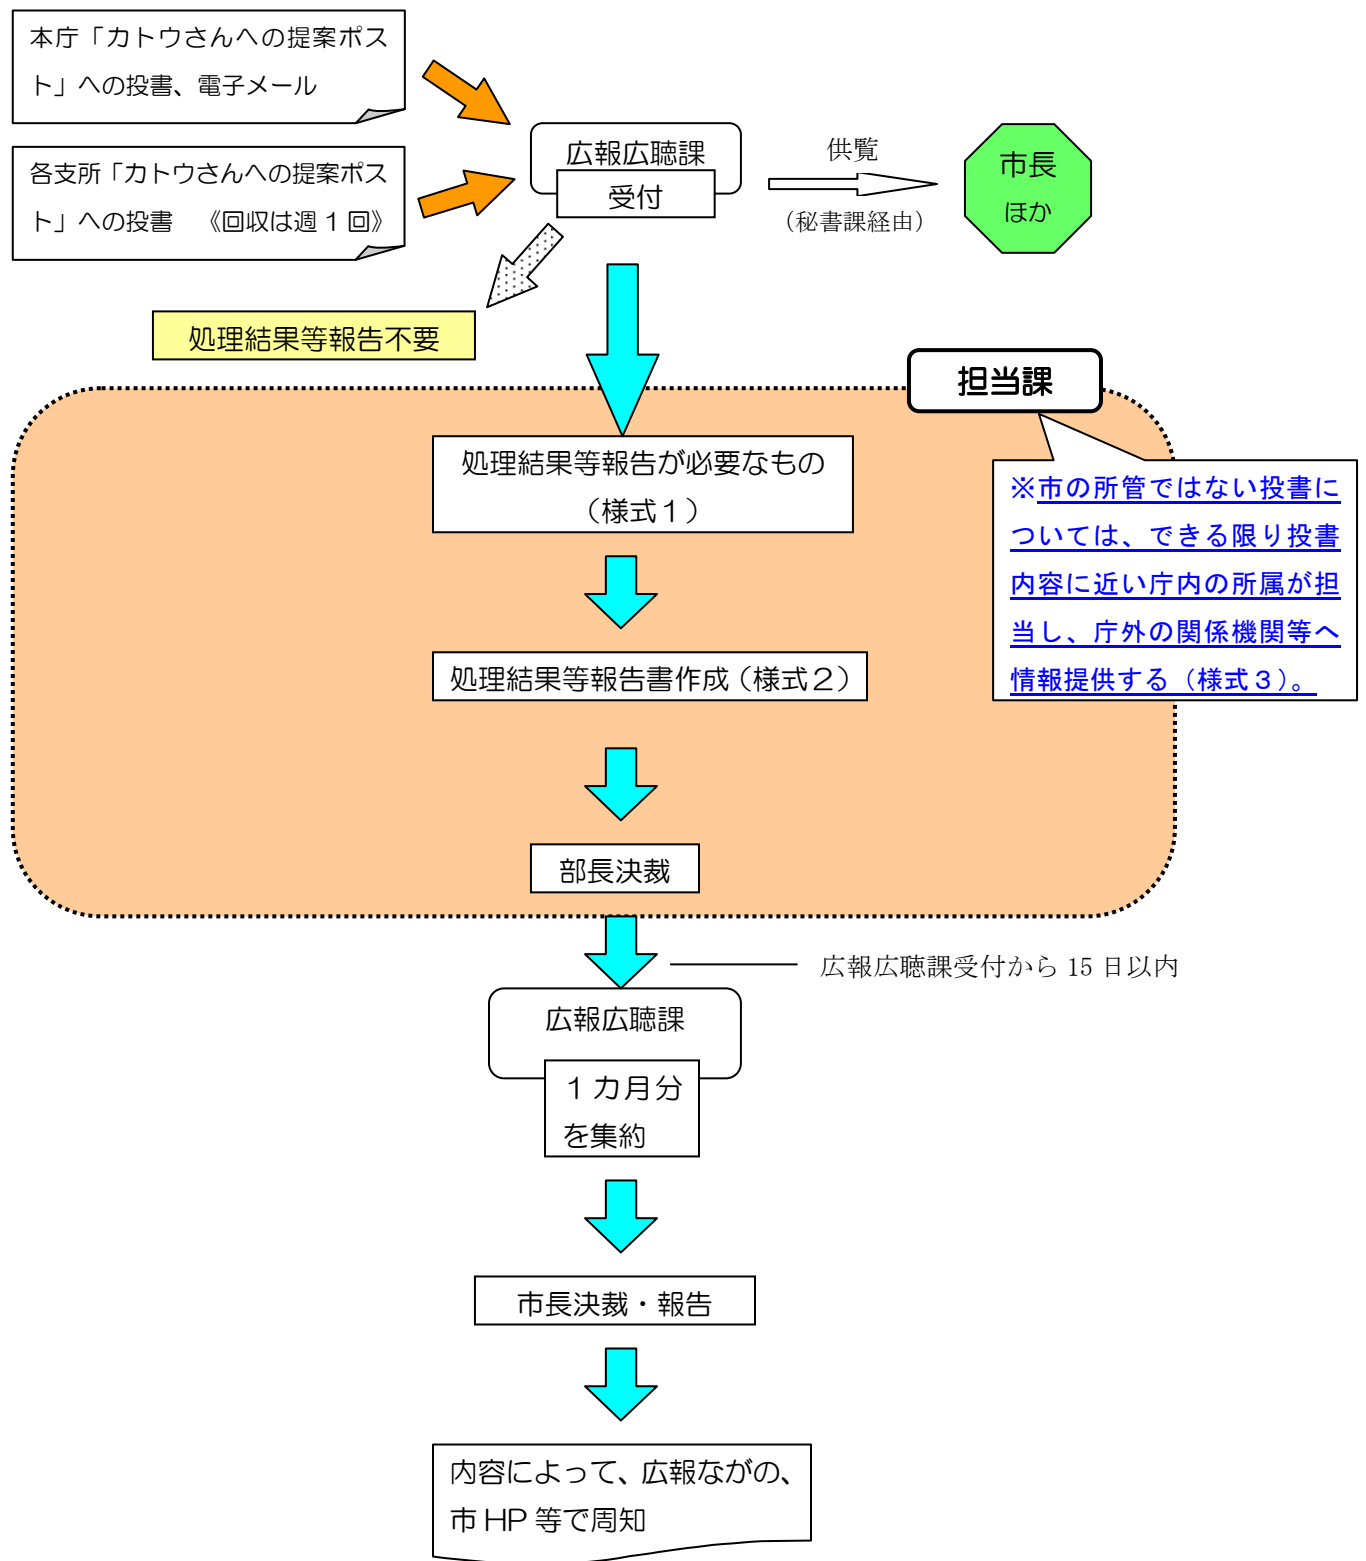 本庁「カトウさんへの提案ポス
ト」への投書、電子メール
各支所「カトウさんへの提案ポス
ト」への投書　《回収は週１回》
広報広聴課
受付
供覧
（秘書課経由）
市長
ほか
処理結果等報告不要
担当課
処理結果等報告が必要なもの
（様式１）
※市の所管ではない投書に
ついては、できる限り投書
内容に近い庁内の所属が担
当し、庁外の関係機関等へ
情報提供する（様式３）。
処理結果等報告書作成（様式２）
部長決裁
広報広聴課受付から 15 日以内
広報広聴課
１カ月分
を集約
市長決裁・報告
内容によって、広報ながの、
市 HP 等で周知